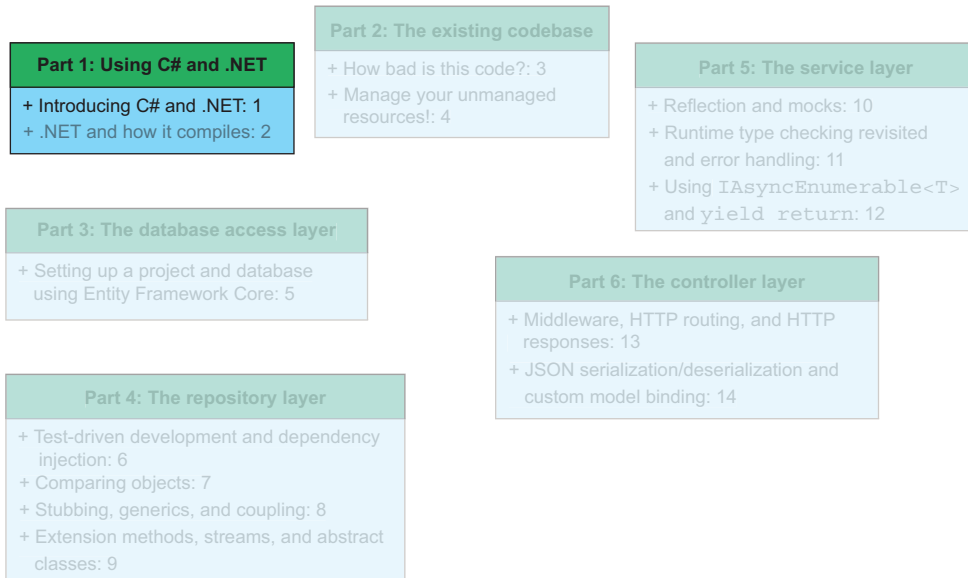 Part 1: Using C# and .NET
+ Introducing C# and .NET: 1
+ .NET and how it compiles: 2
Part 2: The existing codebase
+ How bad is this code?: 3
+ Manage your unmanaged
resources!: 4
Part 3: The database access layer
+ Setting up a project and database
using Entity Framework Core: 5
Part 4: The repository layer
+ Test-driven development and dependency
injection: 6
+ Comparing objects: 7
+ Stubbing, generics, and coupling: 8
+ Extension methods, streams, and abstract
classes: 9
Part 5: The service layer
+ Reflection and mocks: 10
+ Runtime type checking revisited
and error handling: 11
+ Using IAsyncEnumerable<T>
and yield return: 12
Part 6: The controller layer
+ Middleware, HTTP routing, and HTTP
responses: 13
+ JSON serialization/deserialization and
custom model binding: 14